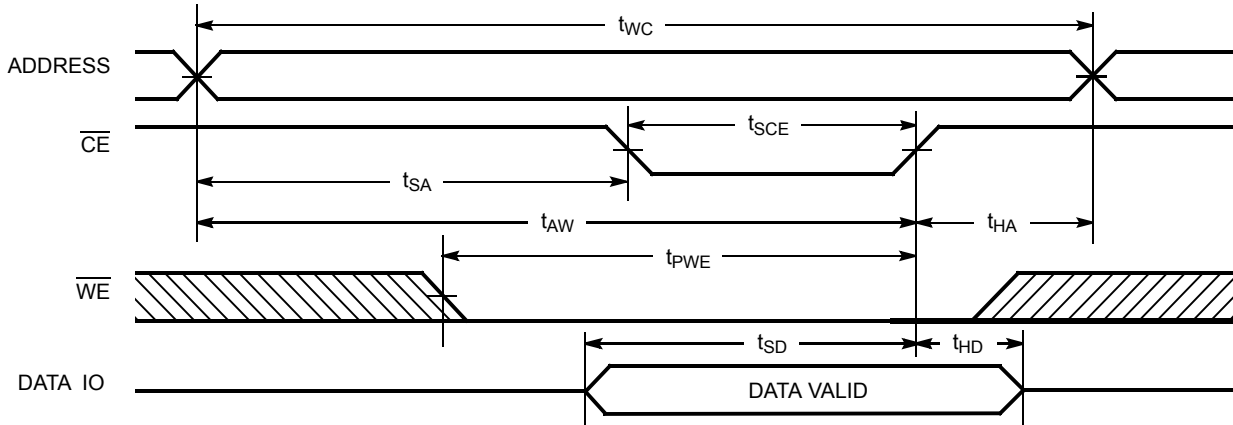 tWC
ADDRESS
CE
tSCE
tSA
tAW
tHA
tPWE
WE
tSD
tHD
DATA IO
DATA VALID